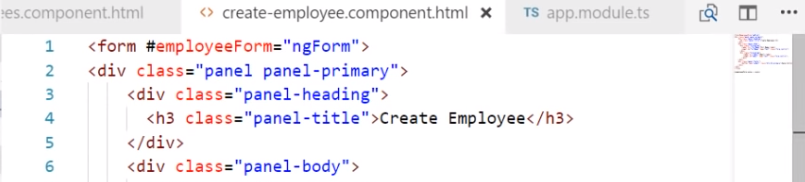 ees.component.html <> create-employee.component.html × TS app.module.ts ...
1 <form #employeeForm="ngForm">
2 <div class="panel panel-primary">
3 <div class="panel-heading">
4 <h3 class="panel-title">Create Employee</h3>
5 </div>
6 <div class="panel-body">